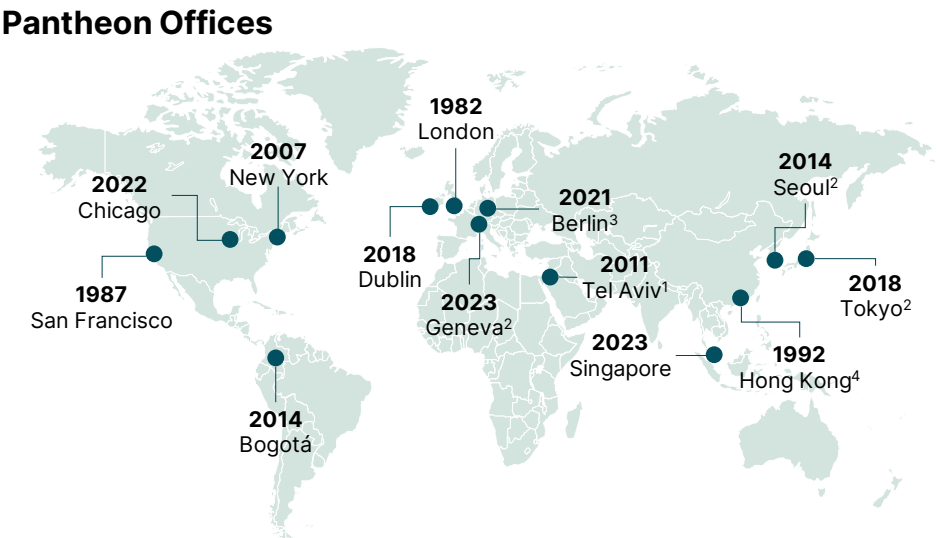 Pantheon Offices
1982
London
2007
New York
2022
Chicago
2014
Seoul²
2021
Berlin³
2018
Dublin
2011
Tel Aviv¹
1987
San Francisco
2023
Geneva²
2018
Tokyo²
2023
Singapore
1992
Hong Kong⁴
2014
Bogotá